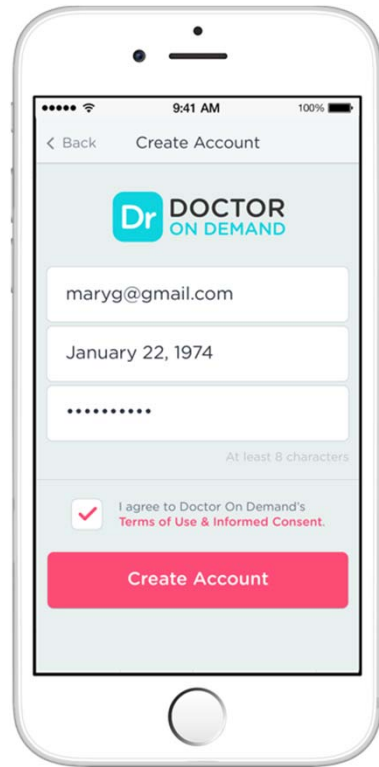 9:41 AM 100%
Back Create Account
Dr DOCTOR
ON DEMAND
maryg@gmail.com
January 22, 1974
••••••••••
At least 8 characters
I agree to Doctor On Demand's
Terms of Use & Informed Consent.
Create Account